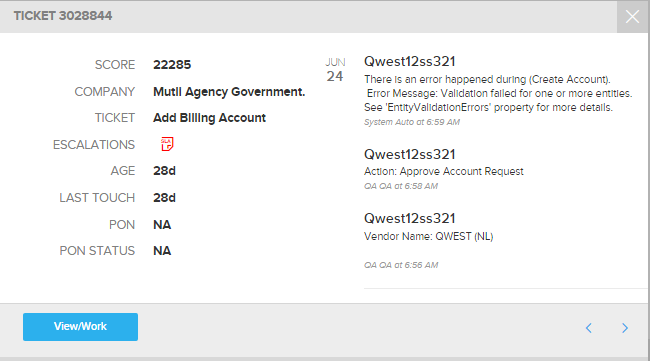 TICKET 3028844
SCORE 22285
COMPANY Mutil Agency Government.
TICKET Add Billing Account
ESCALATIONS SLA
AGE 28d
LAST TOUCH 28d
PON NA
PON STATUS NA
JUN
24
Qwest12ss321
There is an error happened during (Create Account).
Error Message: Validation failed for one or more entities.
See 'EntityValidationErrors' property for more details.
System Auto at 6:59 AM
Qwest12ss321
Action: Approve Account Request
QA QA at 6:58 AM
Qwest12ss321
Vendor Name: QWEST (NL)
QA QA at 6:56 AM
View/Work